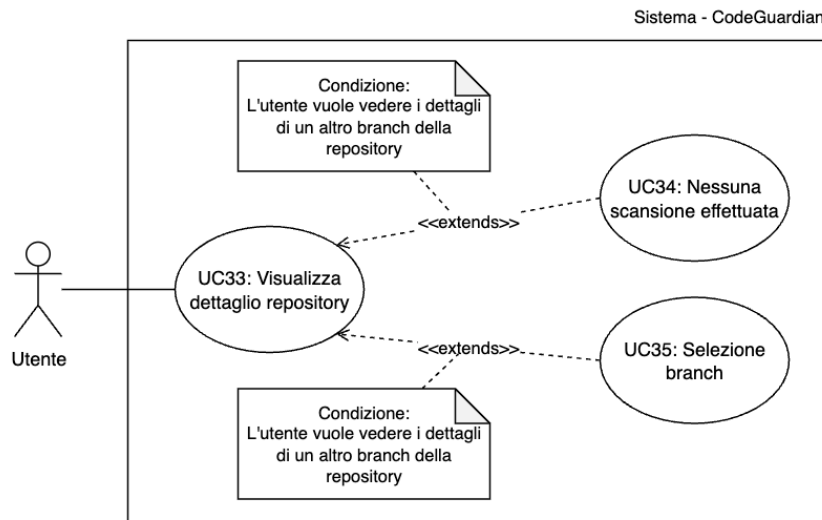 Sistema - CodeGuardian
Condizione:
L'utente vuole vedere i dettagli
di un altro branch della
repository
UC34: Nessuna
scansione effettuata
<<extends>>
UC33: Visualizza
dettaglio repository
Utente
<<extends>>
UC35: Selezione
branch
Condizione:
L'utente vuole vedere i dettagli
di un altro branch della
repository